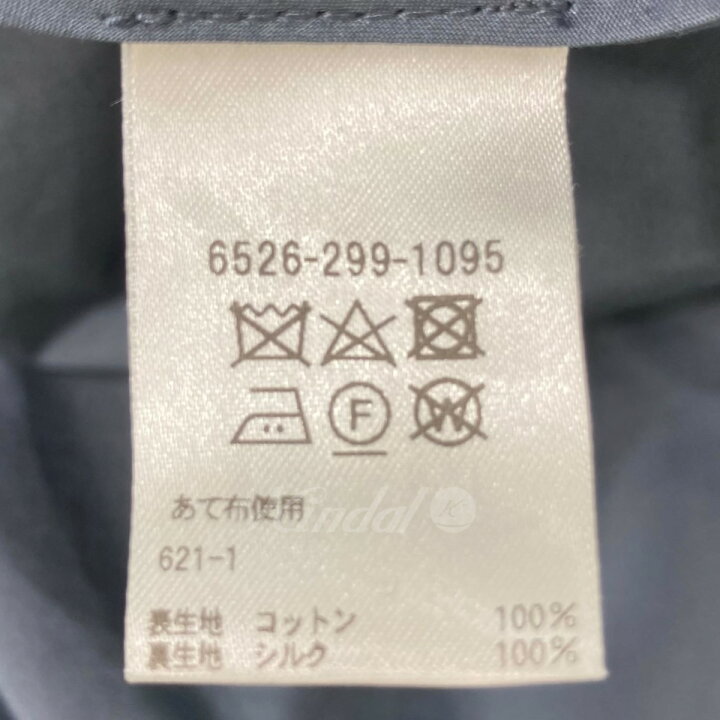 6526-299-1095
F
W
あて布使用
kindal K
621-1
表生地 コットン 100%
裏生地 シルク 100%